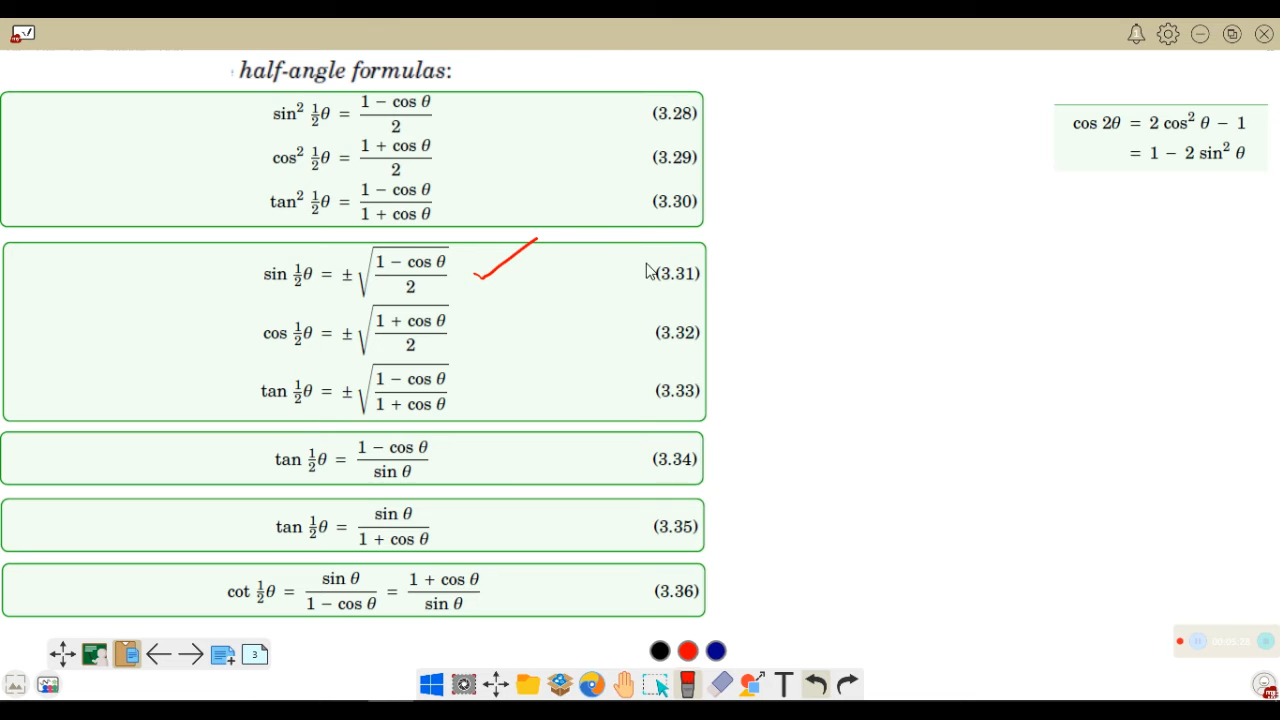 half-angle formulas:
sin² ½θ = (1 − cos θ)/2 (3.28)
cos² ½θ = (1 + cos θ)/2 (3.29)
tan² ½θ = (1 − cos θ)/(1 + cos θ) (3.30)
sin ½θ = ±√((1 − cos θ)/2) (3.31)
cos ½θ = ±√((1 + cos θ)/2) (3.32)
tan ½θ = ±√((1 − cos θ)/(1 + cos θ)) (3.33)
tan ½θ = (1 − cos θ)/sin θ (3.34)
tan ½θ = sin θ/(1 + cos θ) (3.35)
cot ½θ = sin θ/(1 − cos θ) = (1 + cos θ)/sin θ (3.36)
cos 2θ = 2 cos² θ − 1
= 1 − 2 sin² θ
3
T